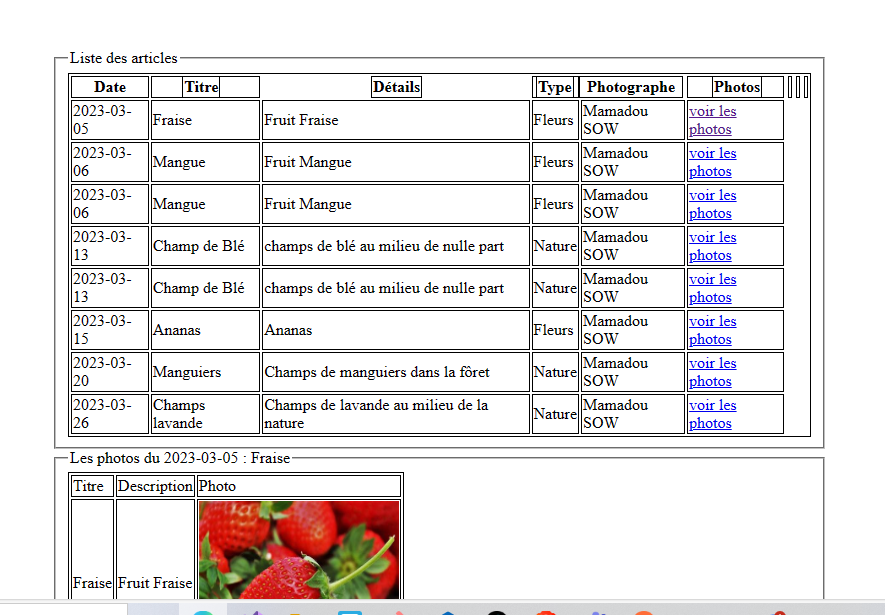 Liste des articles
Date Titre Détails Type Photographe Photos
2023-03-
05 Fraise Fruit Fraise Fleurs Mamadou
SOW voir les
photos
2023-03-
06 Mangue Fruit Mangue Fleurs Mamadou
SOW voir les
photos
2023-03-
06 Mangue Fruit Mangue Fleurs Mamadou
SOW voir les
photos
2023-03-
13 Champ de Blé champs de blé au milieu de nulle part Nature Mamadou
SOW voir les
photos
2023-03-
13 Champ de Blé champs de blé au milieu de nulle part Nature Mamadou
SOW voir les
photos
2023-03-
15 Ananas Ananas Fleurs Mamadou
SOW voir les
photos
2023-03-
20 Manguiers Champs de manguiers dans la fôret Nature Mamadou
SOW voir les
photos
2023-03-
26 Champs
lavande Champs de lavande au milieu de la
nature Nature Mamadou
SOW voir les
photos
Les photos du 2023-03-05 : Fraise
Titre Description Photo
Fraise Fruit Fraise